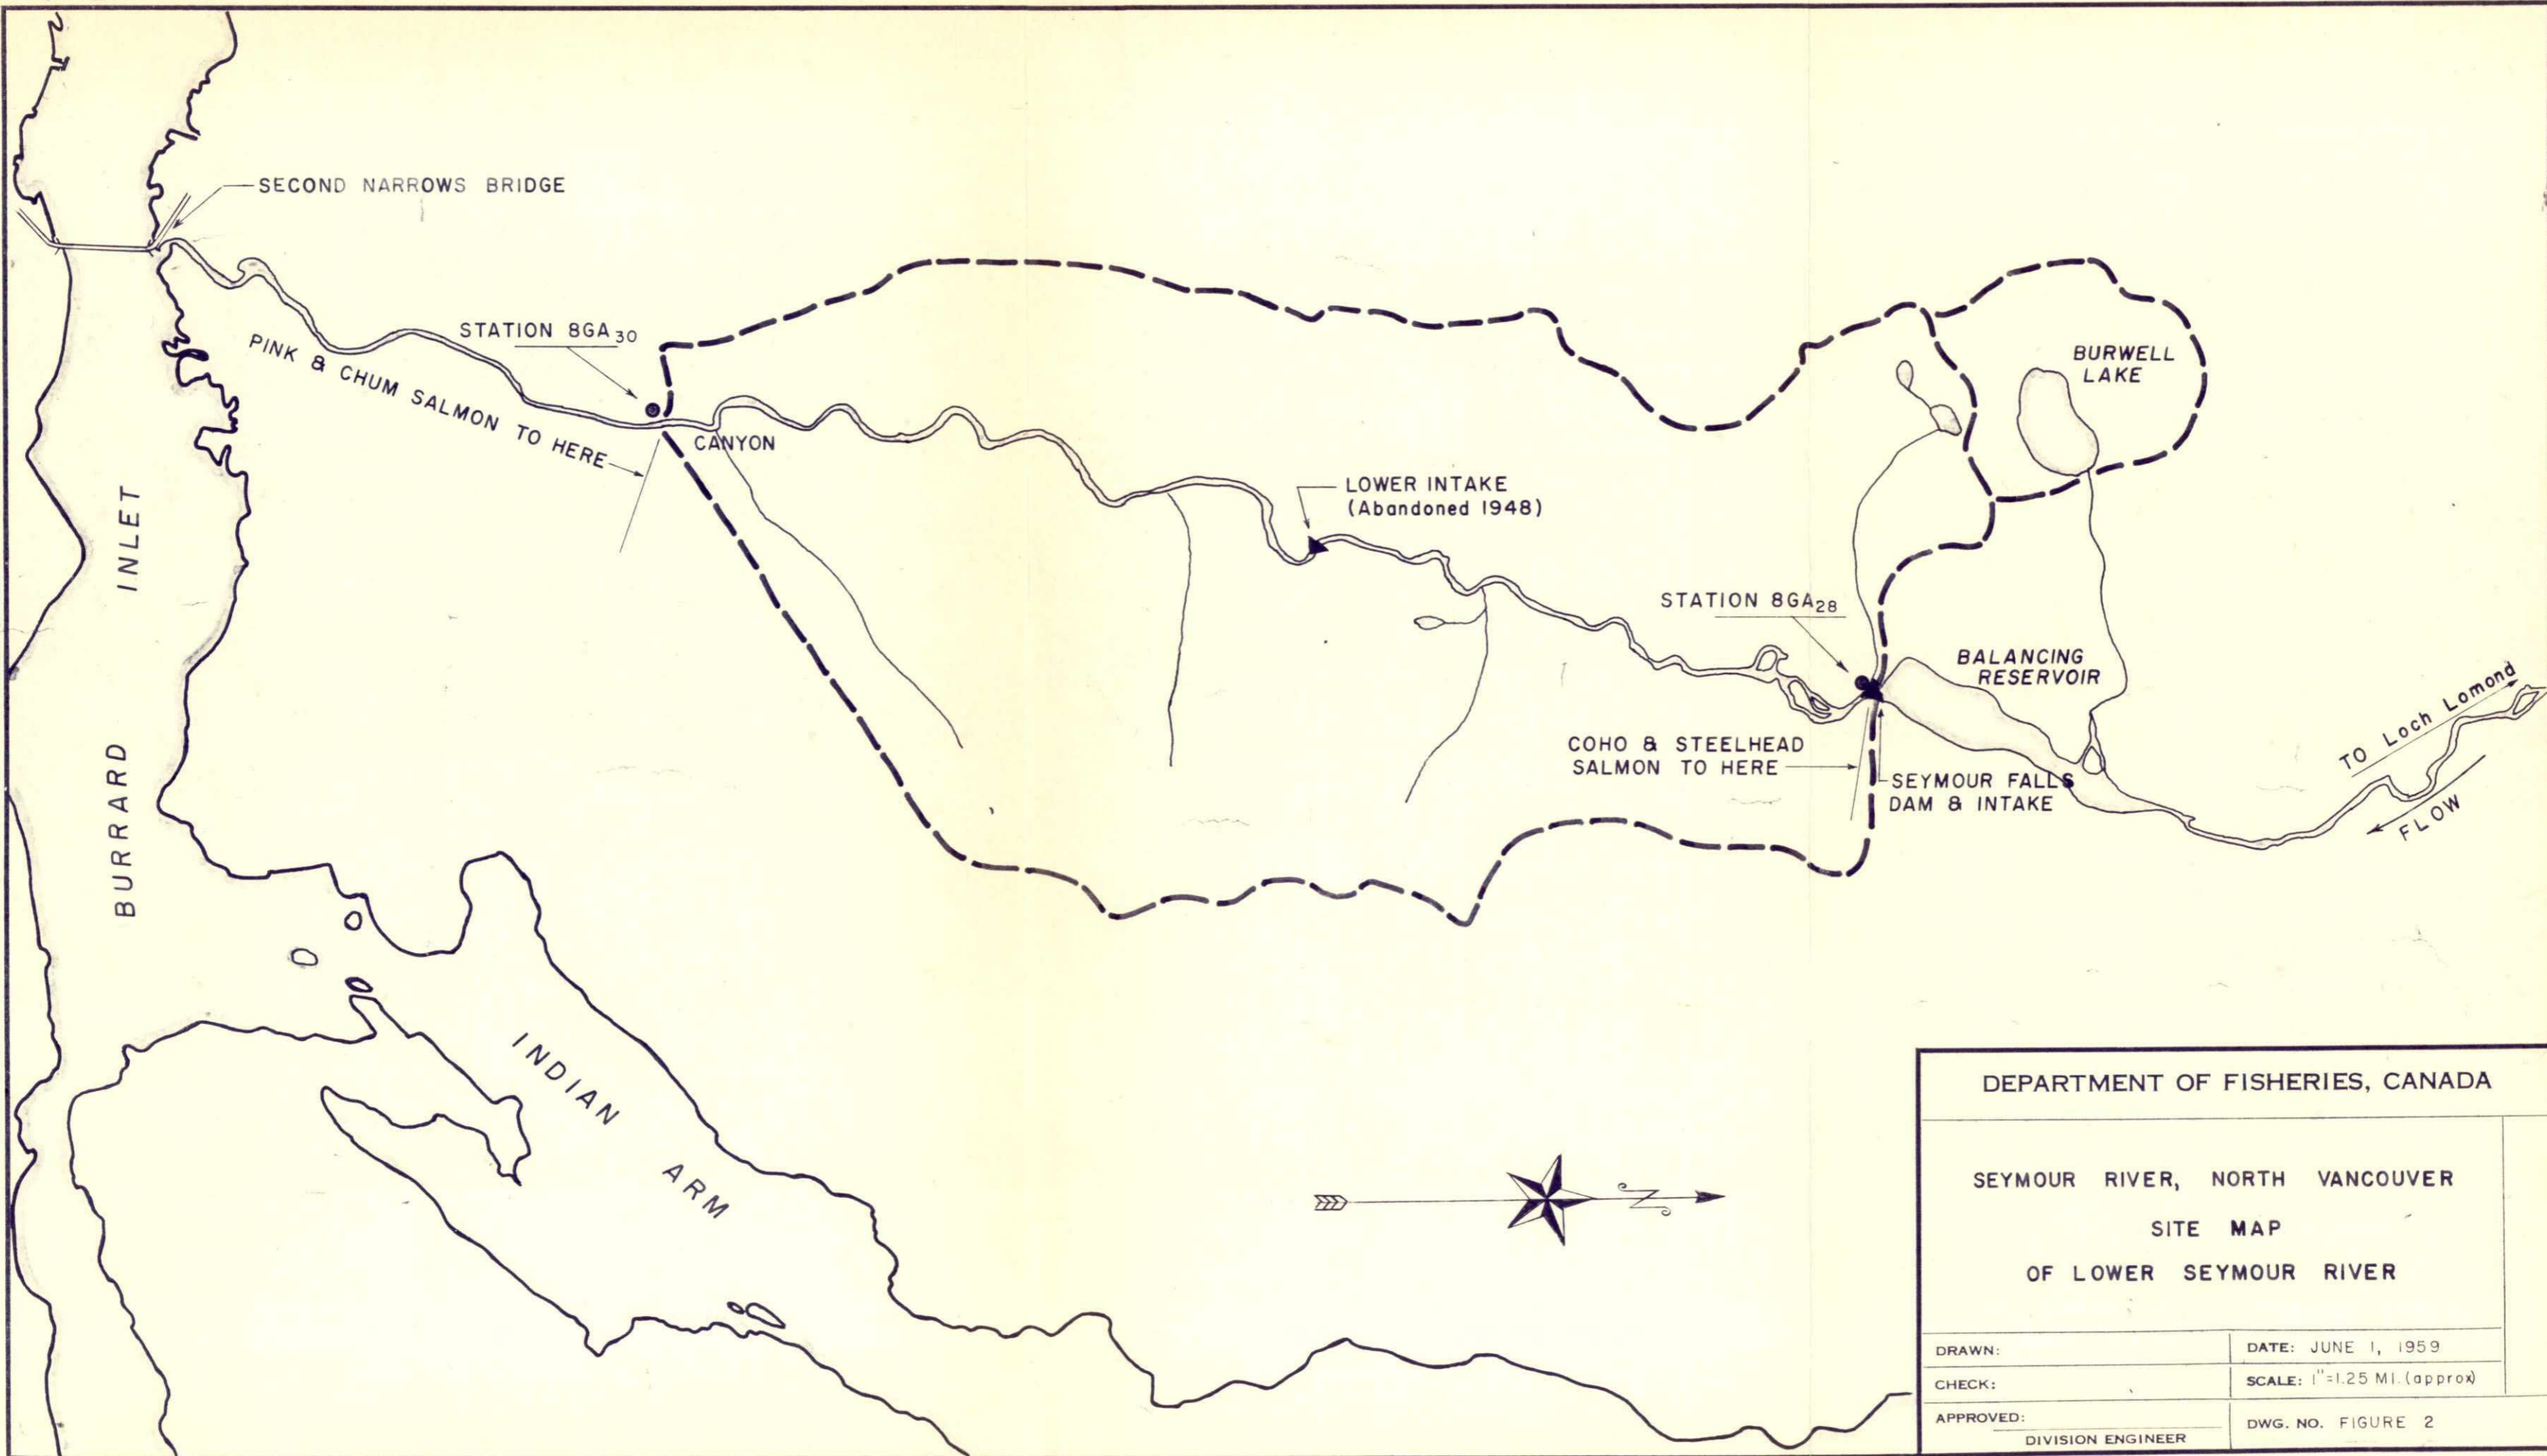 SECOND NARROWS BRIDGE
STATION 8GA30
PINK & CHUM SALMON TO HERE
CANYON
BURWELL
LAKE
LOWER INTAKE
(Abandoned 1948)
STATION 8GA28
BALANCING
RESERVOIR
COHO & STEELHEAD
SALMON TO HERE
SEYMOUR FALLS
DAM & INTAKE
TO Loch Lomond
FLOW
BURRARD INLET
INDIAN ARM
N
DEPARTMENT OF FISHERIES, CANADA
SEYMOUR RIVER, NORTH VANCOUVER
SITE MAP
OF LOWER SEYMOUR RIVER
DRAWN:
DATE: JUNE 1, 1959
CHECK:
SCALE: 1"=1.25 MI. (approx)
APPROVED:
DIVISION ENGINEER
DWG. NO. FIGURE 2